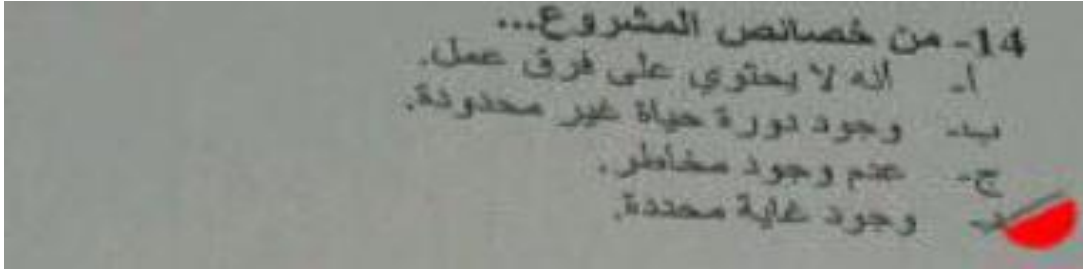 14- من خصائص المشروع...
أ- أنه لا يحتوي على فرق عمل.
ب- وجود دورة حياة غير محدودة.
ج- عدم وجود مخاطر.
د- وجود غاية محددة.